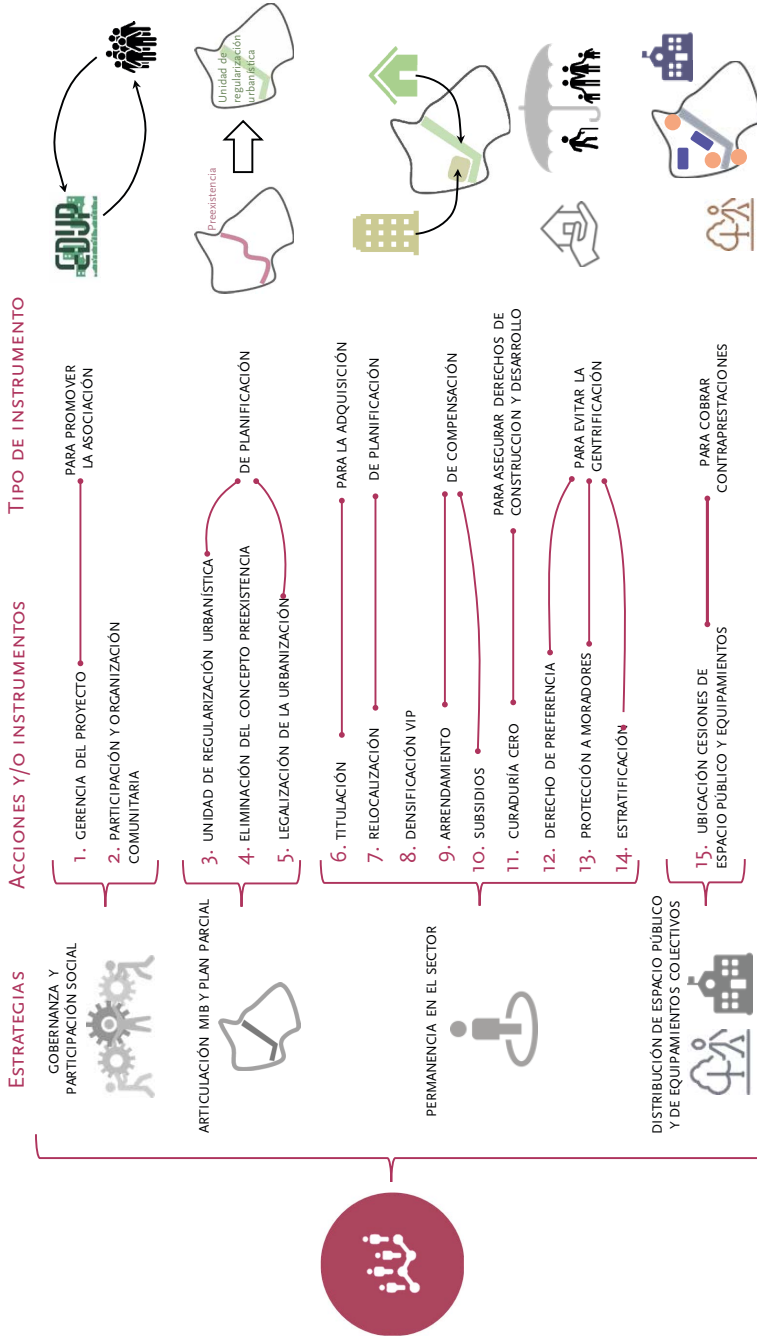 ESTRATEGIAS
ACCIONES Y/O INSTRUMENTOS
TIPO DE INSTRUMENTO
GOBERNANZA Y
PARTICIPACIÓN SOCIAL
1. GERENCIA DEL PROYECTO
2. PARTICIPACIÓN Y ORGANIZACIÓN
COMUNITARIA
PARA PROMOVER
LA ASOCIACIÓN
EDUP
ARTICULACIÓN MIB Y PLAN PARCIAL
3. UNIDAD DE REGULARIZACIÓN URBANÍSTICA
4. ELIMINACIÓN DEL CONCEPTO PREEXISTENCIA
5. LEGALIZACIÓN DE LA URBANIZACIÓN
DE PLANIFICACIÓN
Preexistencia
Unidad de
regularización
urbanística
PERMANENCIA EN EL SECTOR
6. TITULACIÓN
7. RELOCALIZACIÓN
8. DENSIFICACIÓN VIP
9. ARRENDAMIENTO
10. SUBSIDIOS
11. CURADURÍA CERO
12. DERECHO DE PREFERENCIA
13. PROTECCIÓN A MORADORES
14. ESTRATIFICACIÓN
PARA LA ADQUISICIÓN
DE PLANIFICACIÓN
DE COMPENSACIÓN
PARA ASEGURAR DERECHOS DE
CONSTRUCCION Y DESARROLLO
PARA EVITAR LA
GENTRIFICACIÓN
DISTRIBUCIÓN DE ESPACIO PÚBLICO
Y DE EQUIPAMIENTOS COLECTIVOS
15. UBICACIÓN CESIONES DE
ESPACIO PÚBLICO Y EQUIPAMIENTOS
PARA COBRAR
CONTRAPRESTACIONES